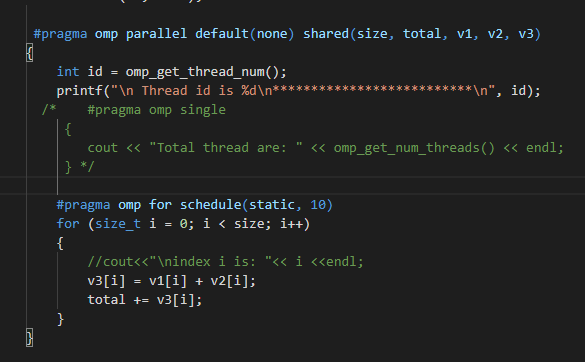 #pragma omp parallel default(none) shared(size, total, v1, v2, v3)
{
int id = omp_get_thread_num();
printf("\n Thread id is %d\n**************************\n", id);
/* #pragma omp single
{
cout << "Total thread are: " << omp_get_num_threads() << endl;
} */
#pragma omp for schedule(static, 10)
for (size_t i = 0; i < size; i++)
{
//cout<<"\nindex i is: "<< i <<endl;
v3[i] = v1[i] + v2[i];
total += v3[i];
}
}